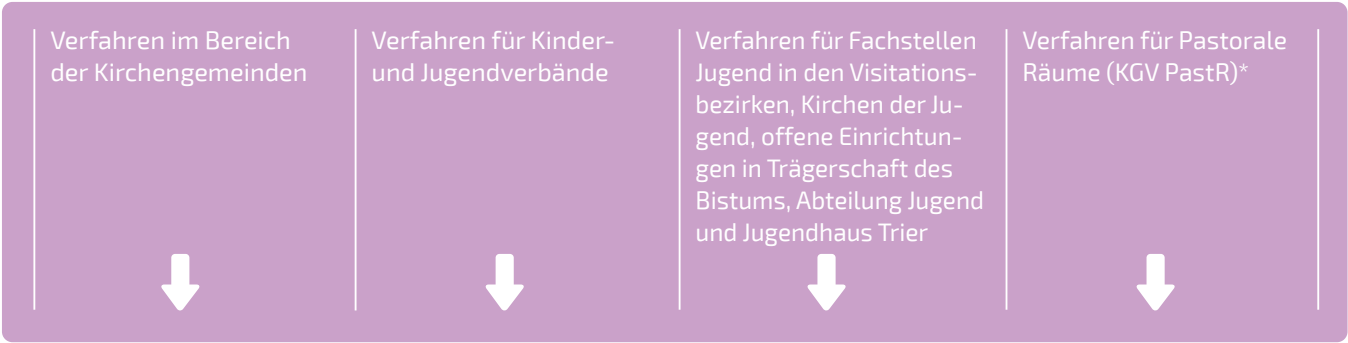 Verfahren im Bereich
der Kirchengemeinden
Verfahren für Kinder-
und Jugendverbände
Verfahren für Fachstellen
Jugend in den Visitations-
bezirken, Kirchen der Ju-
gend, offene Einrichtun-
gen in Trägerschaft des
Bistums, Abteilung Jugend
und Jugendhaus Trier
Verfahren für Pastorale
Räume (KGV PastR)*